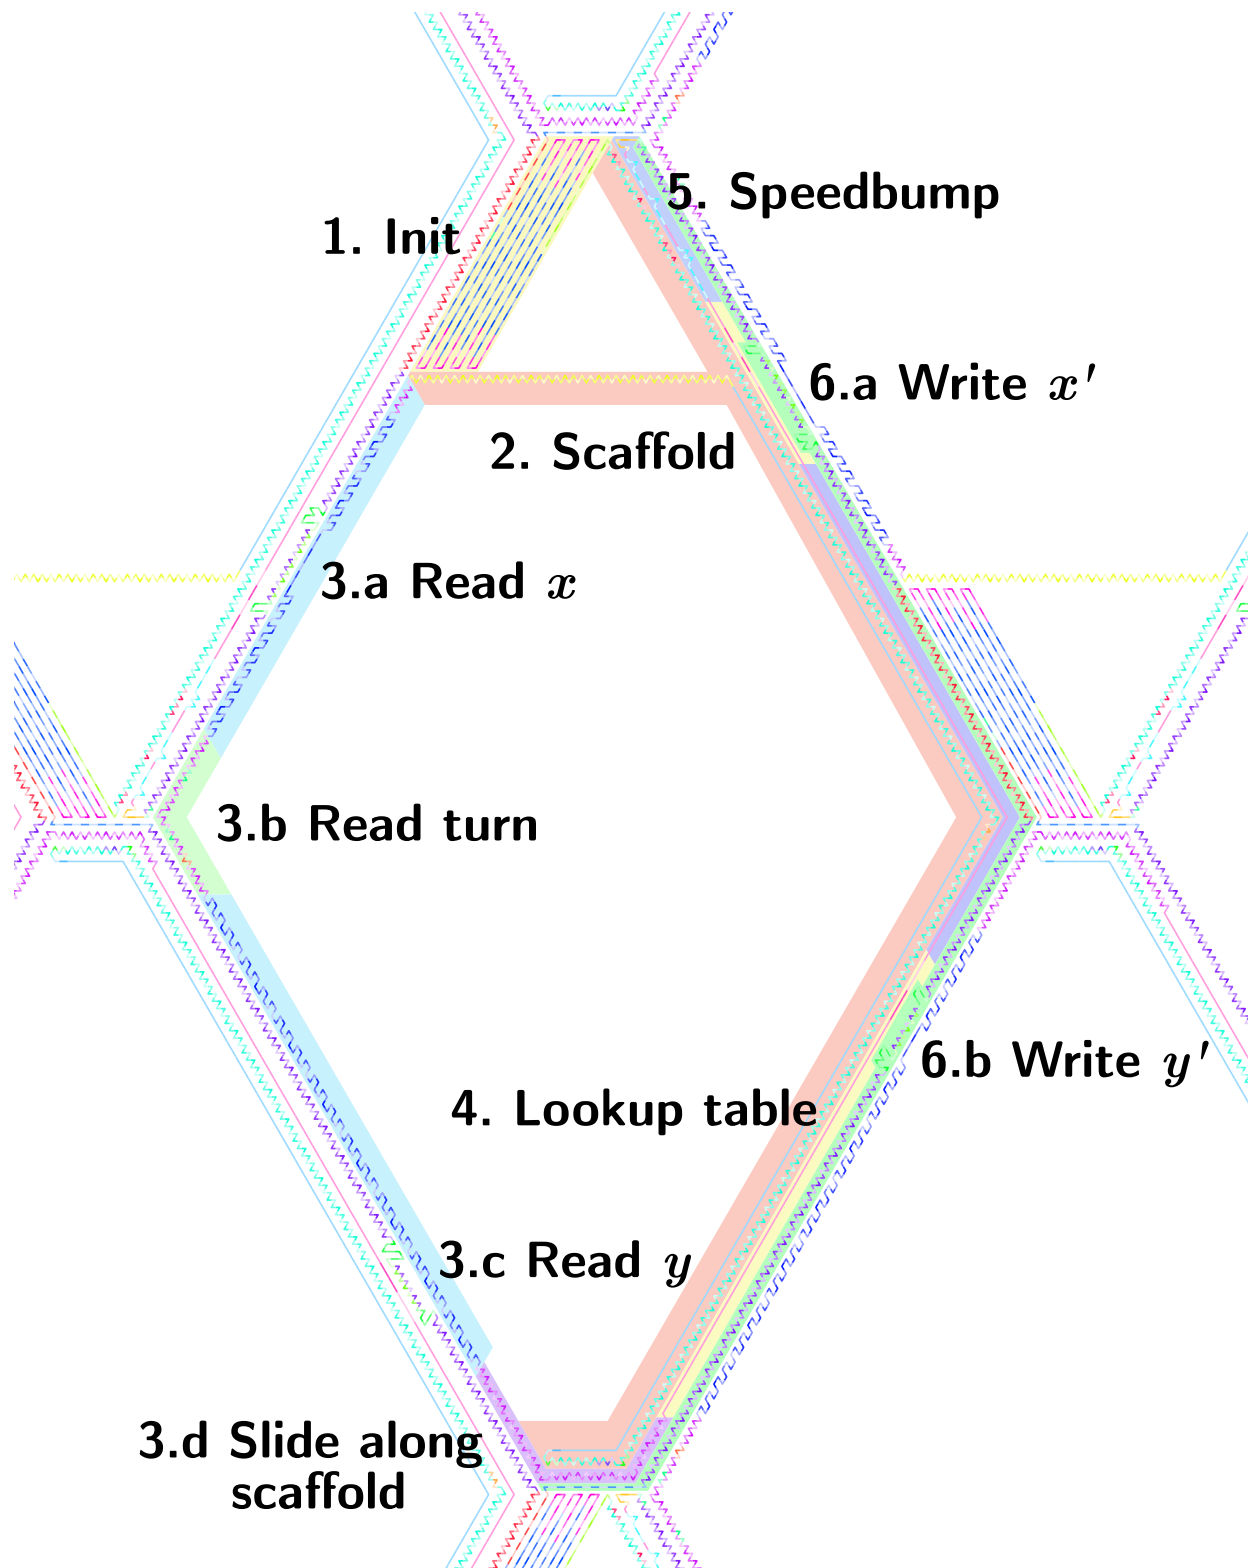 5. Speedbump
1. Init
6.a Write x′
2. Scaffold
3.a Read x
3.b Read turn
6.b Write y′
4. Lookup table
3.c Read y
3.d Slide along
scaffold